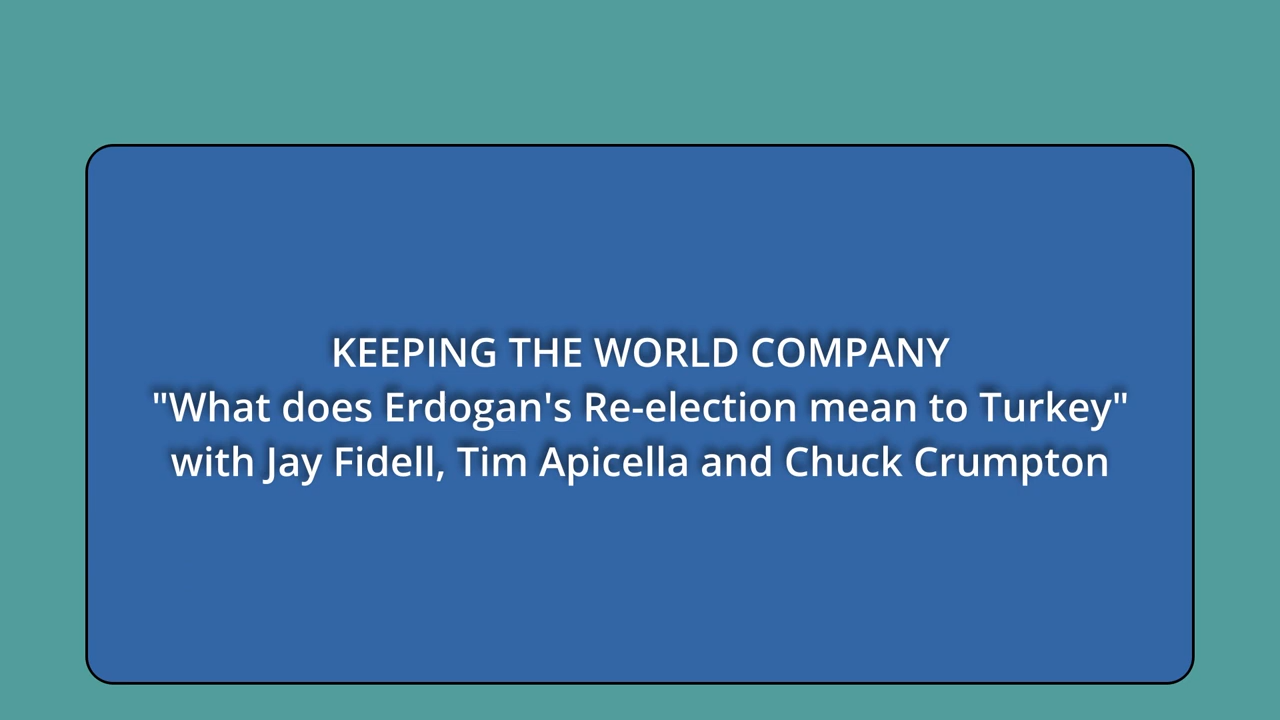 KEEPING THE WORLD COMPANY
"What does Erdogan's Re-election mean to Turkey"
with Jay Fidell, Tim Apicella and Chuck Crumpton